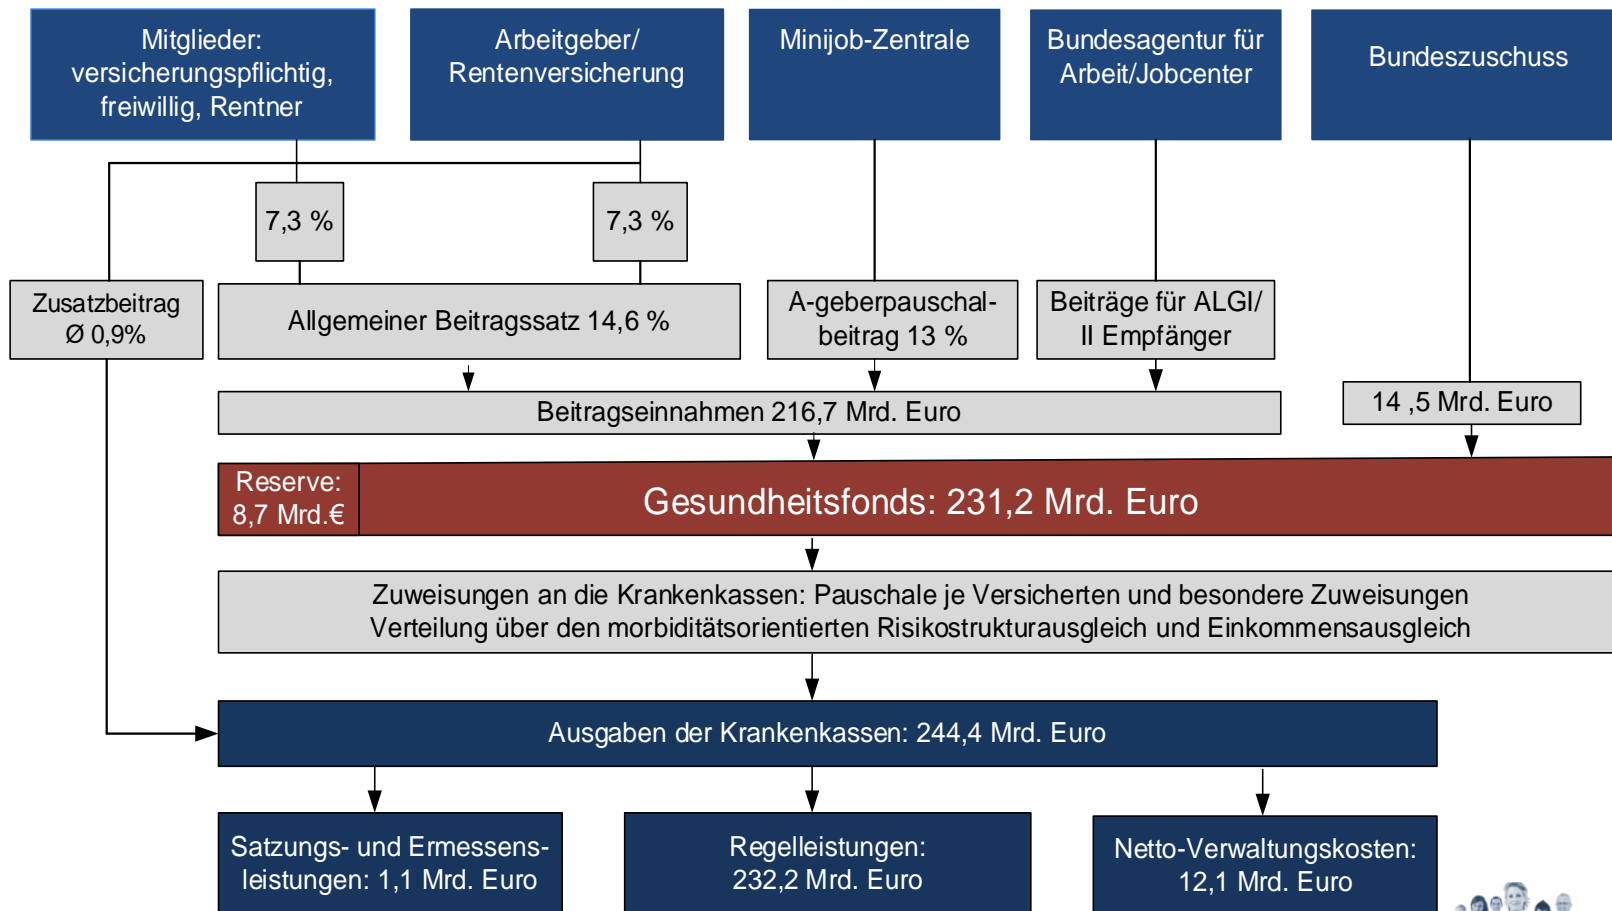 Mitglieder:
versicherungspflichtig,
freiwillig, Rentner
Arbeitgeber/
Rentenversicherung
Minijob-Zentrale
Bundesagentur für
Arbeit/Jobcenter
Bundeszuschuss
7,3 %
7,3 %
Zusatzbeitrag
Ø 0,9%
Allgemeiner Beitragssatz 14,6 %
A-geberpauschal-
beitrag 13 %
Beiträge für ALGI/
II Empfänger
Beitragseinnahmen 216,7 Mrd. Euro
14 ,5 Mrd. Euro
Reserve:
8,7 Mrd.€
Gesundheitsfonds: 231,2 Mrd. Euro
Zuweisungen an die Krankenkassen: Pauschale je Versicherten und besondere Zuweisungen
Verteilung über den morbiditätsorientierten Risikostrukturausgleich und Einkommensausgleich
Ausgaben der Krankenkassen: 244,4 Mrd. Euro
Satzungs- und Ermessens-
leistungen: 1,1 Mrd. Euro
Regelleistungen:
232,2 Mrd. Euro
Netto-Verwaltungskosten:
12,1 Mrd. Euro